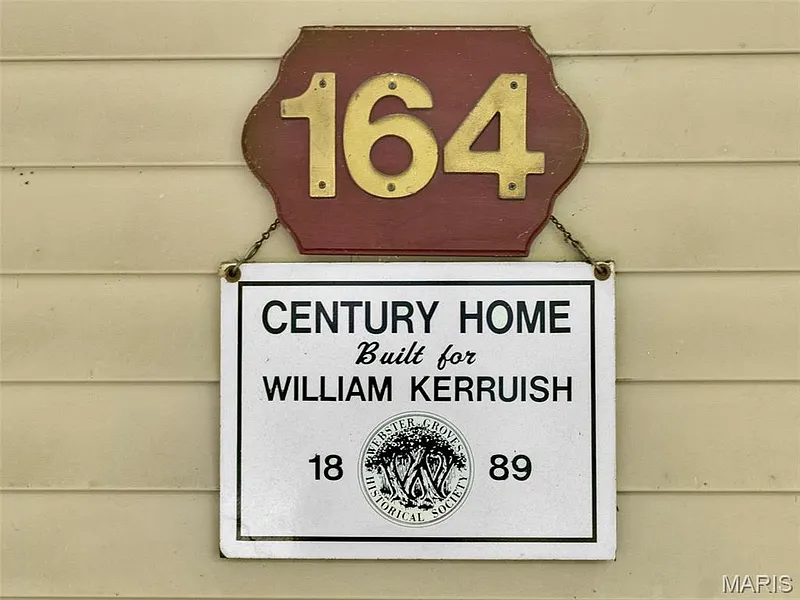 164
CENTURY HOME
Built for
WILLIAM KERRUISH
18 89
WEBSTER GROVES
HISTORICAL SOCIETY
MARIS